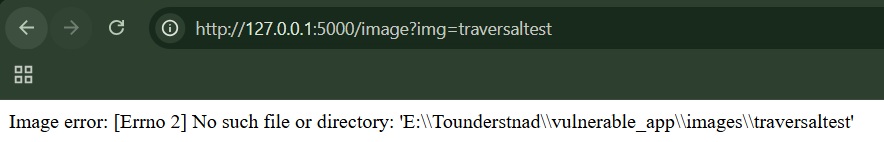 http://127.0.0.1:5000/image?img=traversaltest
Image error: [Errno 2] No such file or directory: 'E:\\Tounderstnad\\vulnerable_app\\images\\traversaltest'